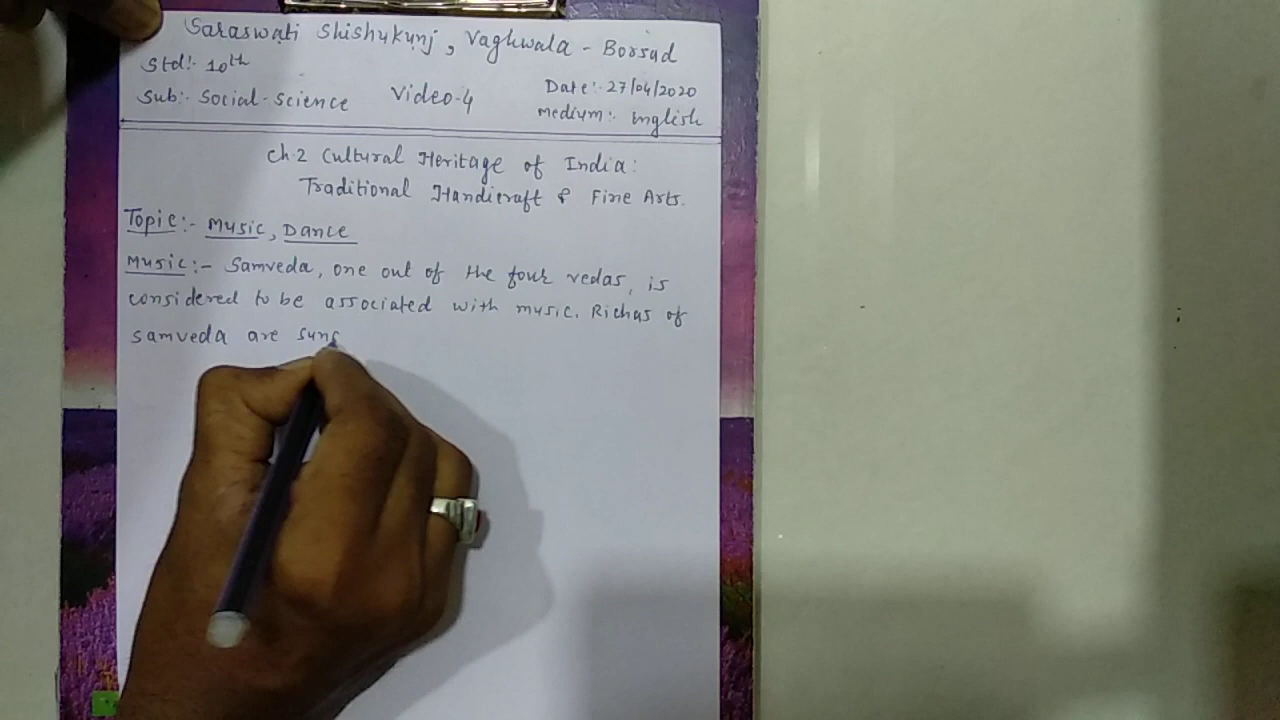 Saraswati Shishukunj, Vaghwala - Borsad
Std:- 10th
Sub:- Social-science Video-4 Date:- 27/04/2020
Medium:- English
Ch.2 Cultural Heritage of India:
Traditional Handicraft & Fine Arts.
Topic:- Music, Dance
Music:- Samveda, one out of the four vedas, is
considered to be associated with music. Richas of
samveda are sung